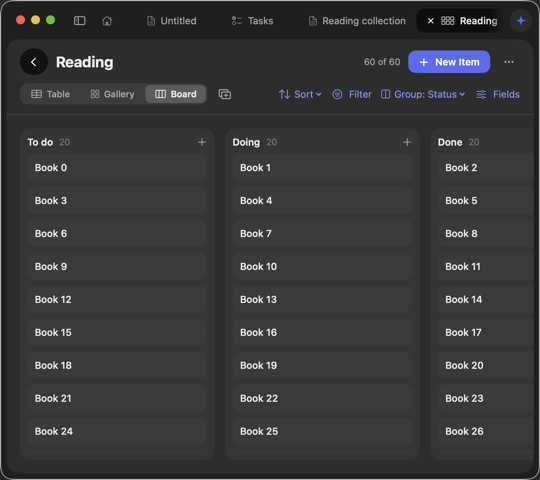 Untitled
Tasks
Reading collection
Reading
Reading
60 of 60
New Item
Table
Gallery
Board
Sort
Filter
Group: Status
Fields
To do 20
Book 0
Book 3
Book 6
Book 9
Book 12
Book 15
Book 18
Book 21
Book 24
Doing 20
Book 1
Book 4
Book 7
Book 10
Book 13
Book 16
Book 19
Book 22
Book 25
Done 20
Book 2
Book 5
Book 8
Book 11
Book 14
Book 17
Book 20
Book 23
Book 26